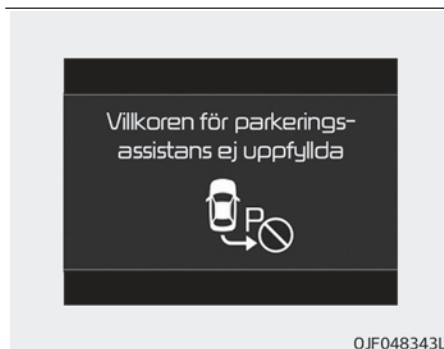 Villkoren för parkerings-
assistans ej uppfyllda
P
OJF048343L